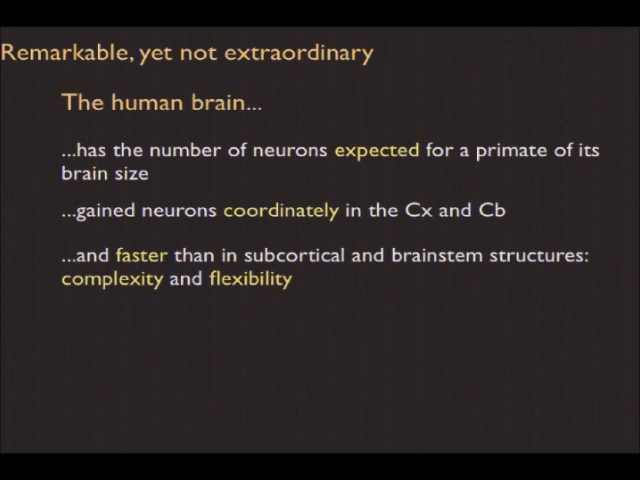 Remarkable, yet not extraordinary
The human brain...
...has the number of neurons expected for a primate of its
brain size
...gained neurons coordinately in the Cx and Cb
...and faster than in subcortical and brainstem structures:
complexity and flexibility